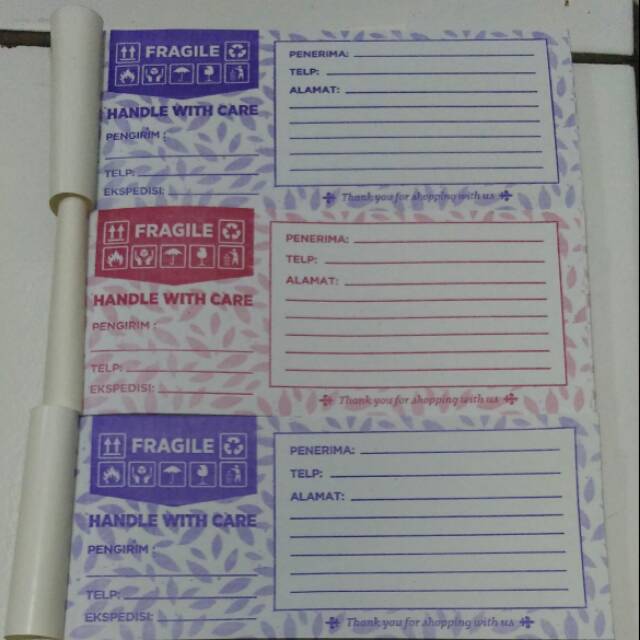 FRAGILE
HANDLE WITH CARE
PENGIRIM :
TELP:
EKSPEDISI:
PENERIMA:
TELP:
ALAMAT:
Thank you for shopping with us
FRAGILE
HANDLE WITH CARE
PENGIRIM :
TELP:
EKSPEDISI:
PENERIMA:
TELP:
ALAMAT:
Thank you for shopping with us
FRAGILE
HANDLE WITH CARE
PENGIRIM :
TELP:
EKSPEDISI:
PENERIMA:
TELP:
ALAMAT:
Thank you for shopping with us